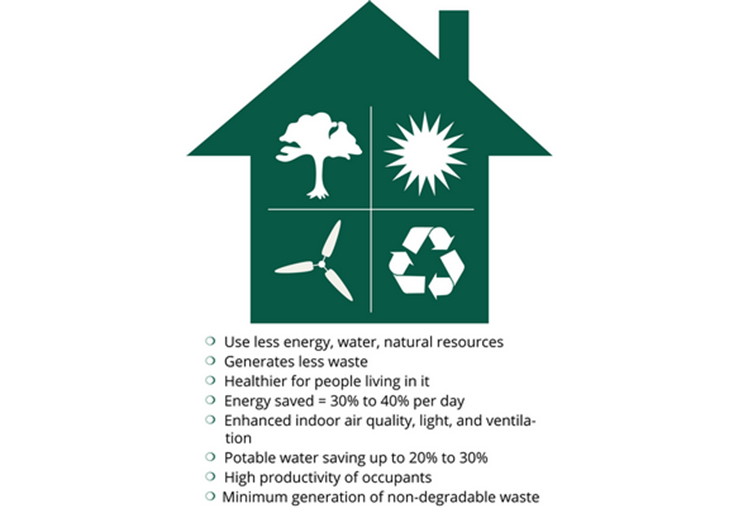 Use less energy, water, natural resources
Generates less waste
Healthier for people living in it
Energy saved = 30% to 40% per day
Enhanced indoor air quality, light, and ventila-
tion
Potable water saving up to 20% to 30%
High productivity of occupants
Minimum generation of non-degradable waste